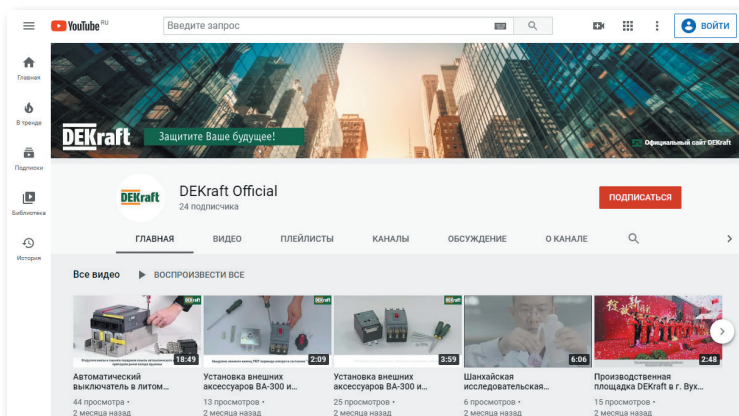 YouTube RU
Введите запрос
ВОЙТИ
Главная
В тренде
Подписки
Библиотека
История
DEKraft
Защитите Ваше будущее!
Официальный сайт DEKraft
DEKraft
DEKraft Official
24 подписчика
ПОДПИСАТЬСЯ
ГЛАВНАЯ ВИДЕО ПЛЕЙЛИСТЫ КАНАЛЫ ОБСУЖДЕНИЕ О КАНАЛЕ
Все видео ВОСПРОИЗВЕСТИ ВСЕ
DEKraft
18:49
Автоматический
выключатель в литом...
44 просмотра •
2 месяца назад
DEKraft
2:09
Установка внешних
аксессуаров ВА-300 и...
13 просмотров •
2 месяца назад
DEKraft
3:59
Установка внешних
аксессуаров ВА-300 и...
25 просмотров •
2 месяца назад
6:06
Шанхайская
исследовательская...
6 просмотров •
2 месяца назад
2:48
Производственная
площадка DEKraft в г. Вух...
15 просмотров •
2 месяца назад